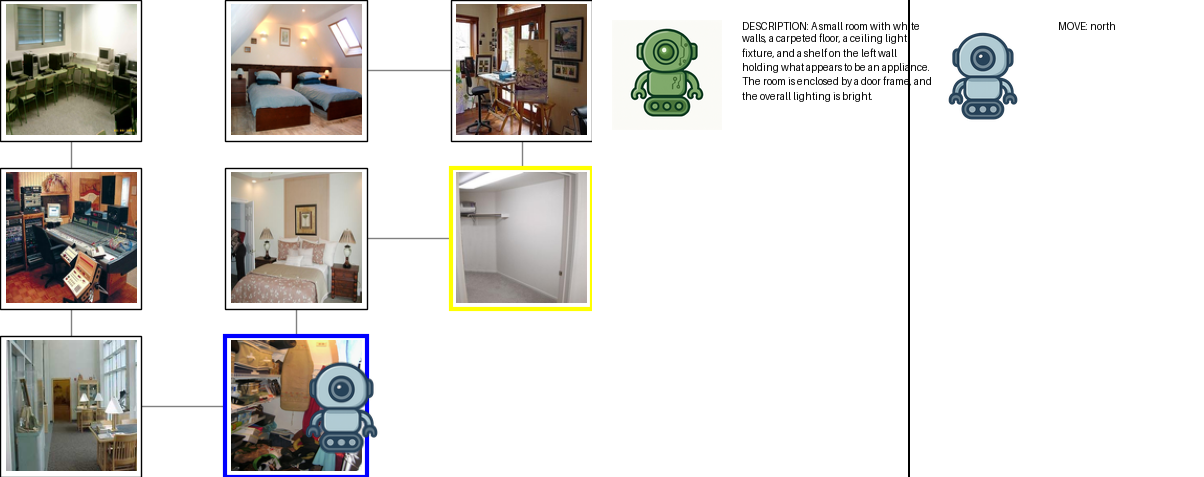 DESCRIPTION: A small room with white
walls, a carpeted floor, a ceiling light
fixture, and a shelf on the left wall
holding what appears to be an appliance.
The room is enclosed by a door frame, and
the overall lighting is bright.
MOVE: north